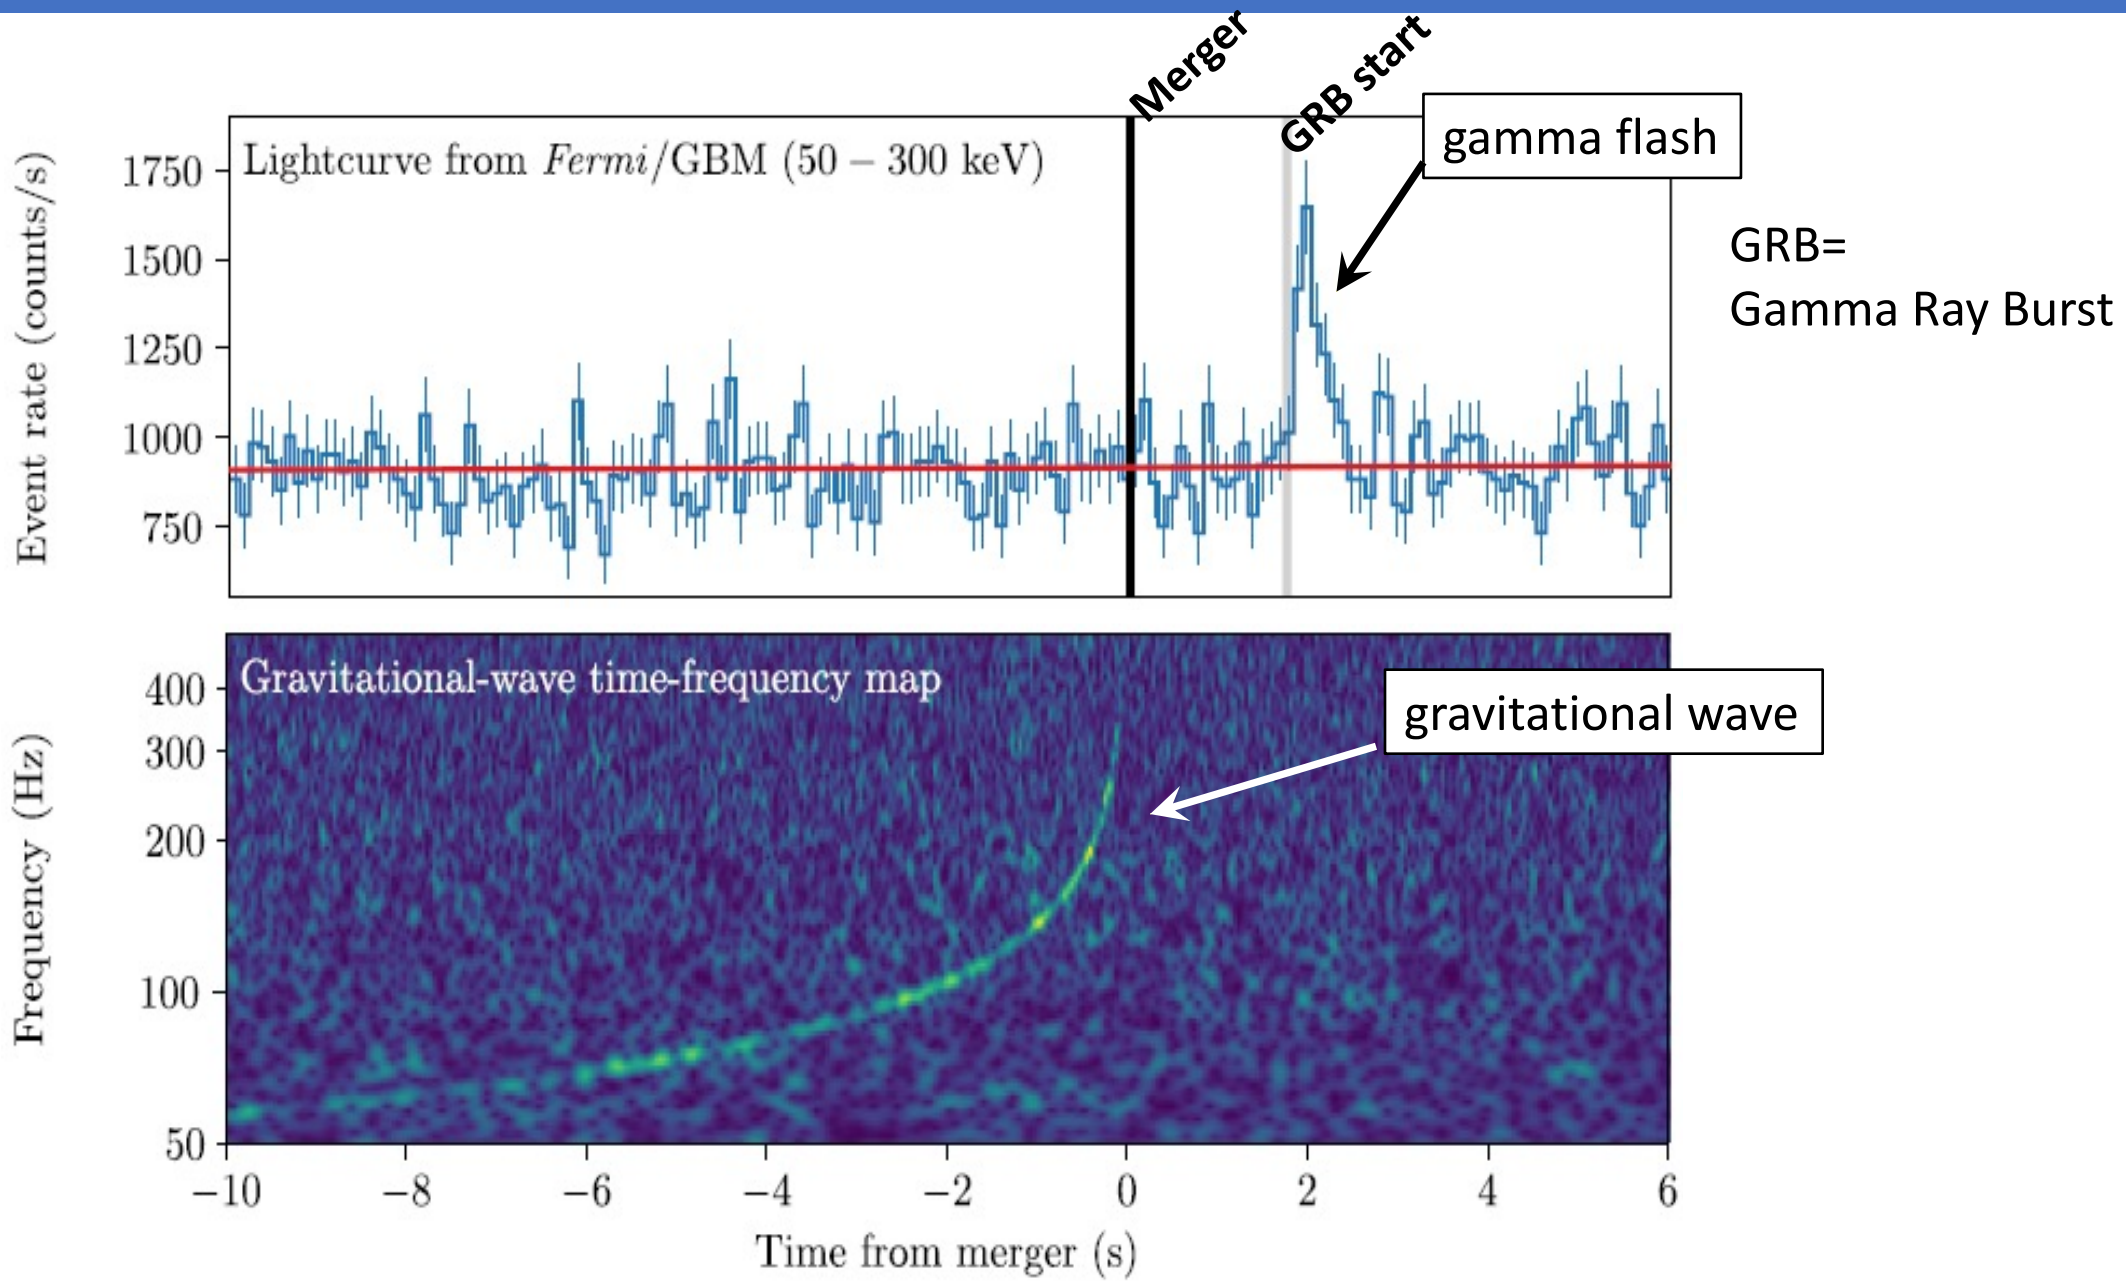 Merger
GRB start
gamma flash
Lightcurve from Fermi/GBM (50 – 300 keV)
GRB=
Gamma Ray Burst
Event rate (counts/s)
1750
1500
1250
1000
750
Gravitational-wave time-frequency map
gravitational wave
Frequency (Hz)
400
300
200
100
50
−10 −8 −6 −4 −2 0 2 4 6
Time from merger (s)